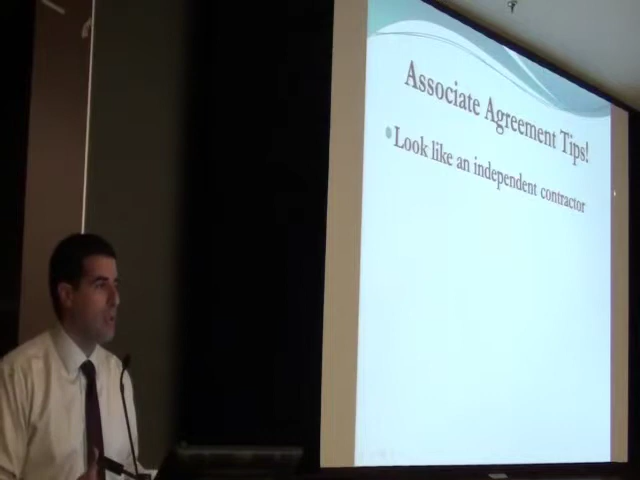 Associate Agreement Tips!
Look like an independent contractor